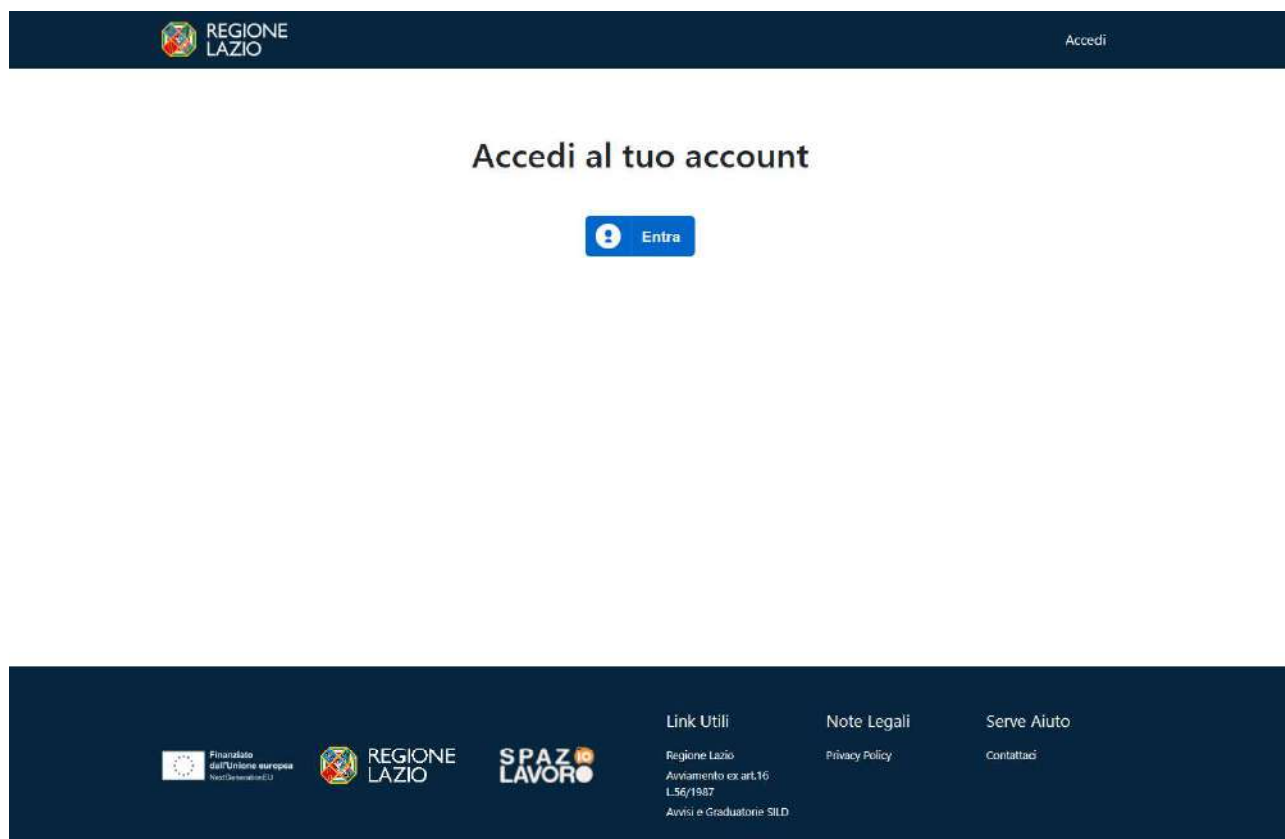 REGIONE
LAZIO
Accedi
Accedi al tuo account
Entra
Finanziato
dall'Unione europea
NextGenerationEU
REGIONE
LAZIO
SPAZIO
LAVORO
Link Utili
Regione Lazio
Avviamento ex art.16
L.56/1987
Avvisi e Graduatorie SILD
Note Legali
Privacy Policy
Serve Aiuto
Contattaci